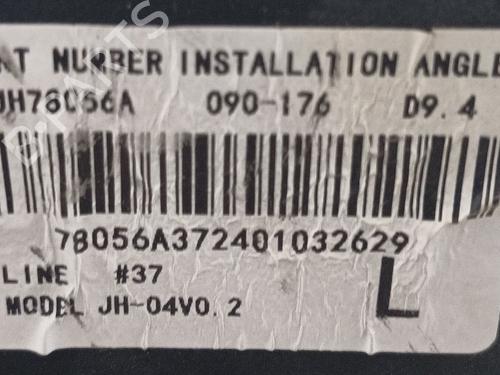 NUMBER INSTALLATION ANGLE
JH78056A 090-176 D9.4
78056A372401032629
LINE #37
MODEL JH-04V0.2
L